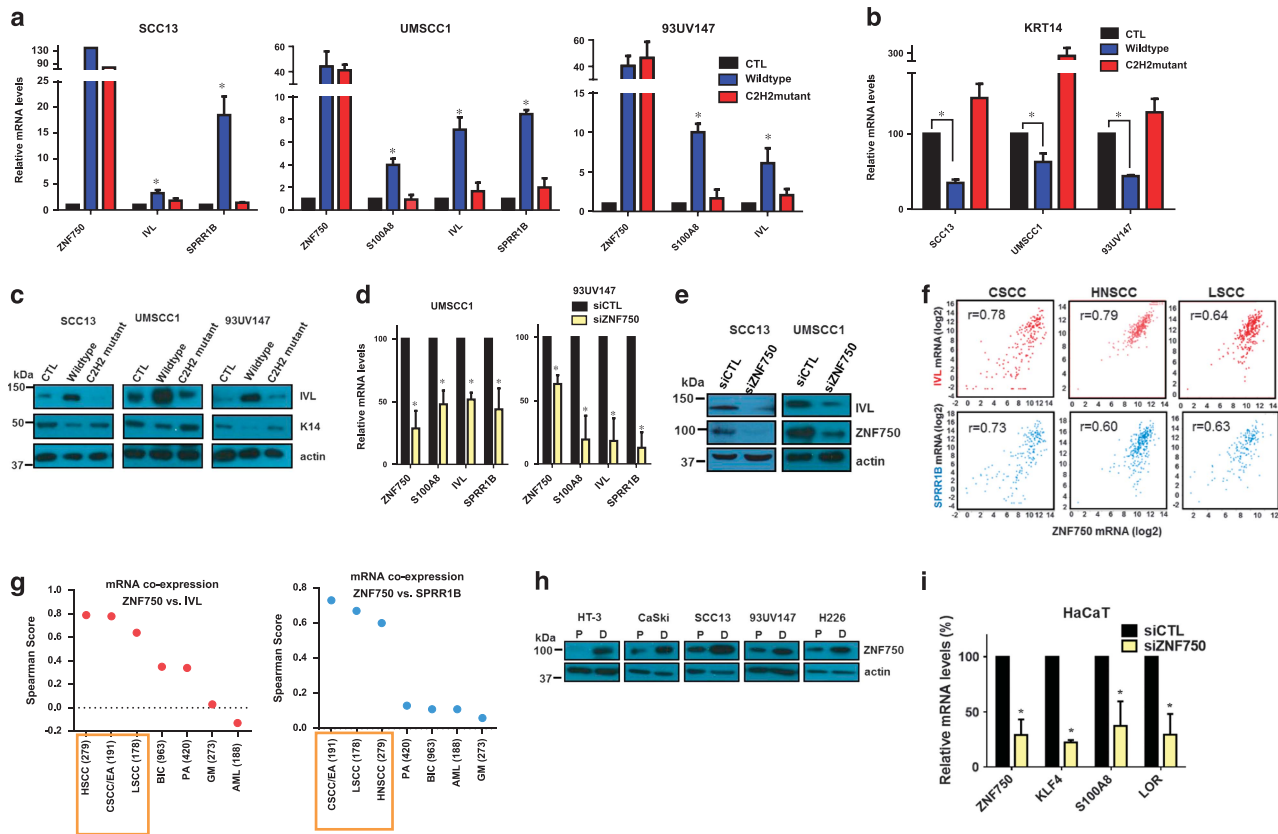 a
SCC13
UMSCC1
93UV147
Relative mRNA levels
130
90
25
20
15
10
5
0
ZNF750
IVL
SPRR1B
*
*
60
40
20
8
6
4
2
0
ZNF750
S100A8
IVL
SPRR1B
*
*
*
60
40
20
15
10
5
0
ZNF750
S100A8
IVL
*
*
CTL
Wildtype
C2H2mutant
b
KRT14
Relative mRNA levels
300
100
0
SCC13
UMSCC1
93UV147
*
*
*
CTL
Wildtype
C2H2mutant
c
SCC13
UMSCC1
93UV147
kDa
CTL
Wildtype
C2H2 mutant
CTL
Wildtype
C2H2 mutant
CTL
Wildtype
C2H2 mutant
150
50
37
IVL
K14
actin
d
UMSCC1
93UV147
siCTL
siZNF750
Relative mRNA levels
100
75
50
25
0
ZNF750
S100A8
IVL
SPRR1B
*
*
*
*
100
75
50
25
0
ZNF750
S100A8
IVL
SPRR1B
*
*
*
*
e
SCC13
UMSCC1
kDa
siCTL
siZNF750
siCTL
siZNF750
150
100
37
IVL
ZNF750
actin
f
CSCC
HNSCC
LSCC
IVL mRNA (log2)
r=0.78
r=0.79
r=0.64
SPRR1B mRNA (log2)
r=0.73
r=0.60
r=0.63
ZNF750 mRNA (log2)
g
mRNA co-expression
ZNF750 vs. IVL
Spearman Score
1.0
0.8
0.6
0.4
0.2
0.0
-0.2
HSCC (279)
CSCC/EA (191)
LSCC (178)
BIC (963)
PA (420)
GM (273)
AML (188)
mRNA co-expression
ZNF750 vs. SPRR1B
Spearman Score
0.8
0.6
0.4
0.2
0.0
CSCC/EA (191)
LSCC (178)
HNSCC (279)
PA (420)
BIC (963)
AML (188)
GM (273)
h
HT-3
CaSki
SCC13
93UV147
H226
kDa
P D
P D
P D
P D
P D
100
37
ZNF750
actin
i
HaCaT
siCTL
siZNF750
Relative mRNA levels (%)
100
50
0
ZNF750
KLF4
S100A8
LOR
*
*
*
*